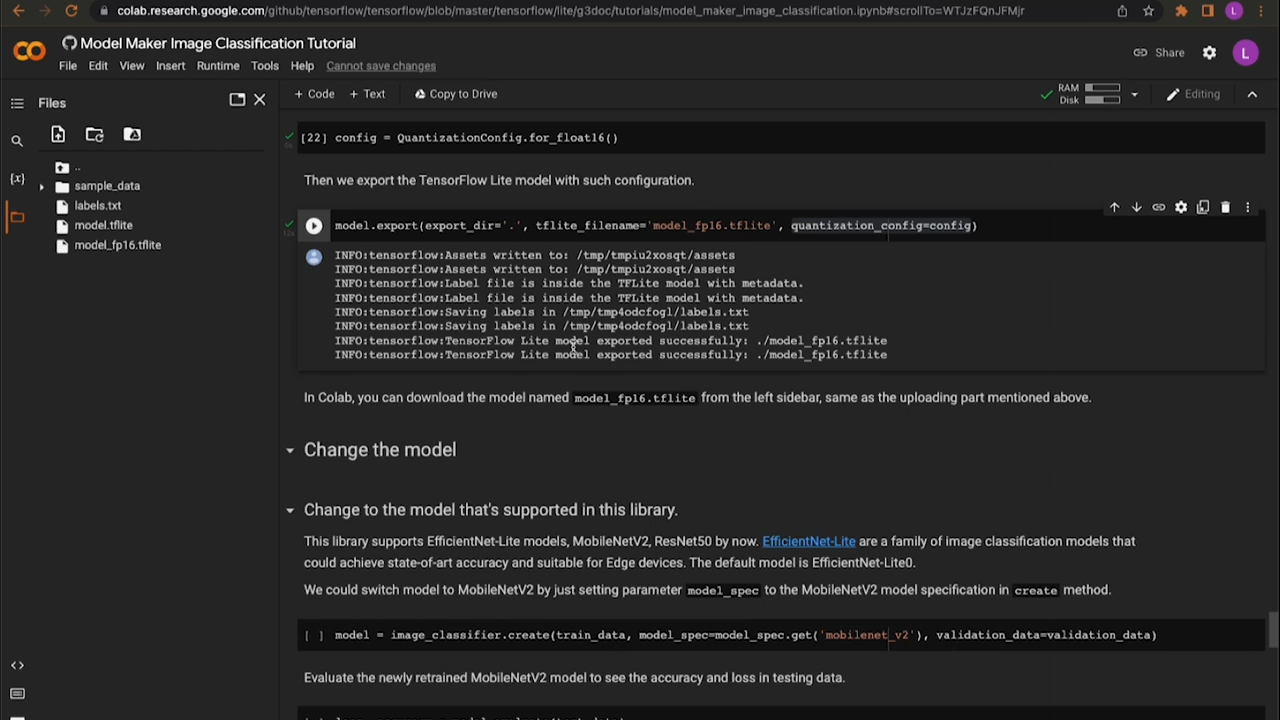 colab.research.google.com/github/tensorflow/tensorflow/blob/master/tensorflow/lite/g3doc/tutorials/model_maker_image_classification.ipynb#scrollTo=WTJzFQnJFMjr
L
Model Maker Image Classification Tutorial
File Edit View Insert Runtime Tools Help Cannot save changes
Share
L
Files
+ Code + Text Copy to Drive
RAM
Disk
Editing
..
sample_data
labels.txt
model.tflite
model_fp16.tflite
{x}
[22] config = QuantizationConfig.for_float16()
Then we export the TensorFlow Lite model with such configuration.
model.export(export_dir='.', tflite_filename='model_fp16.tflite', quantization_config=config)
INFO:tensorflow:Assets written to: /tmp/tmpiu2xosqt/assets
INFO:tensorflow:Assets written to: /tmp/tmpiu2xosqt/assets
INFO:tensorflow:Label file is inside the TFLite model with metadata.
INFO:tensorflow:Label file is inside the TFLite model with metadata.
INFO:tensorflow:Saving labels in /tmp/tmp4odcfogl/labels.txt
INFO:tensorflow:Saving labels in /tmp/tmp4odcfogl/labels.txt
INFO:tensorflow:TensorFlow Lite model exported successfully: ./model_fp16.tflite
INFO:tensorflow:TensorFlow Lite model exported successfully: ./model_fp16.tflite
In Colab, you can download the model named model_fp16.tflite from the left sidebar, same as the uploading part mentioned above.
Change the model
Change to the model that's supported in this library.
This library supports EfficientNet-Lite models, MobileNetV2, ResNet50 by now. EfficientNet-Lite are a family of image classification models that
could achieve state-of-art accuracy and suitable for Edge devices. The default model is EfficientNet-Lite0.
We could switch model to MobileNetV2 by just setting parameter model_spec to the MobileNetV2 model specification in create method.
[ ] model = image_classifier.create(train_data, model_spec=model_spec.get('mobilenet_v2'), validation_data=validation_data)
Evaluate the newly retrained MobileNetV2 model to see the accuracy and loss in testing data.